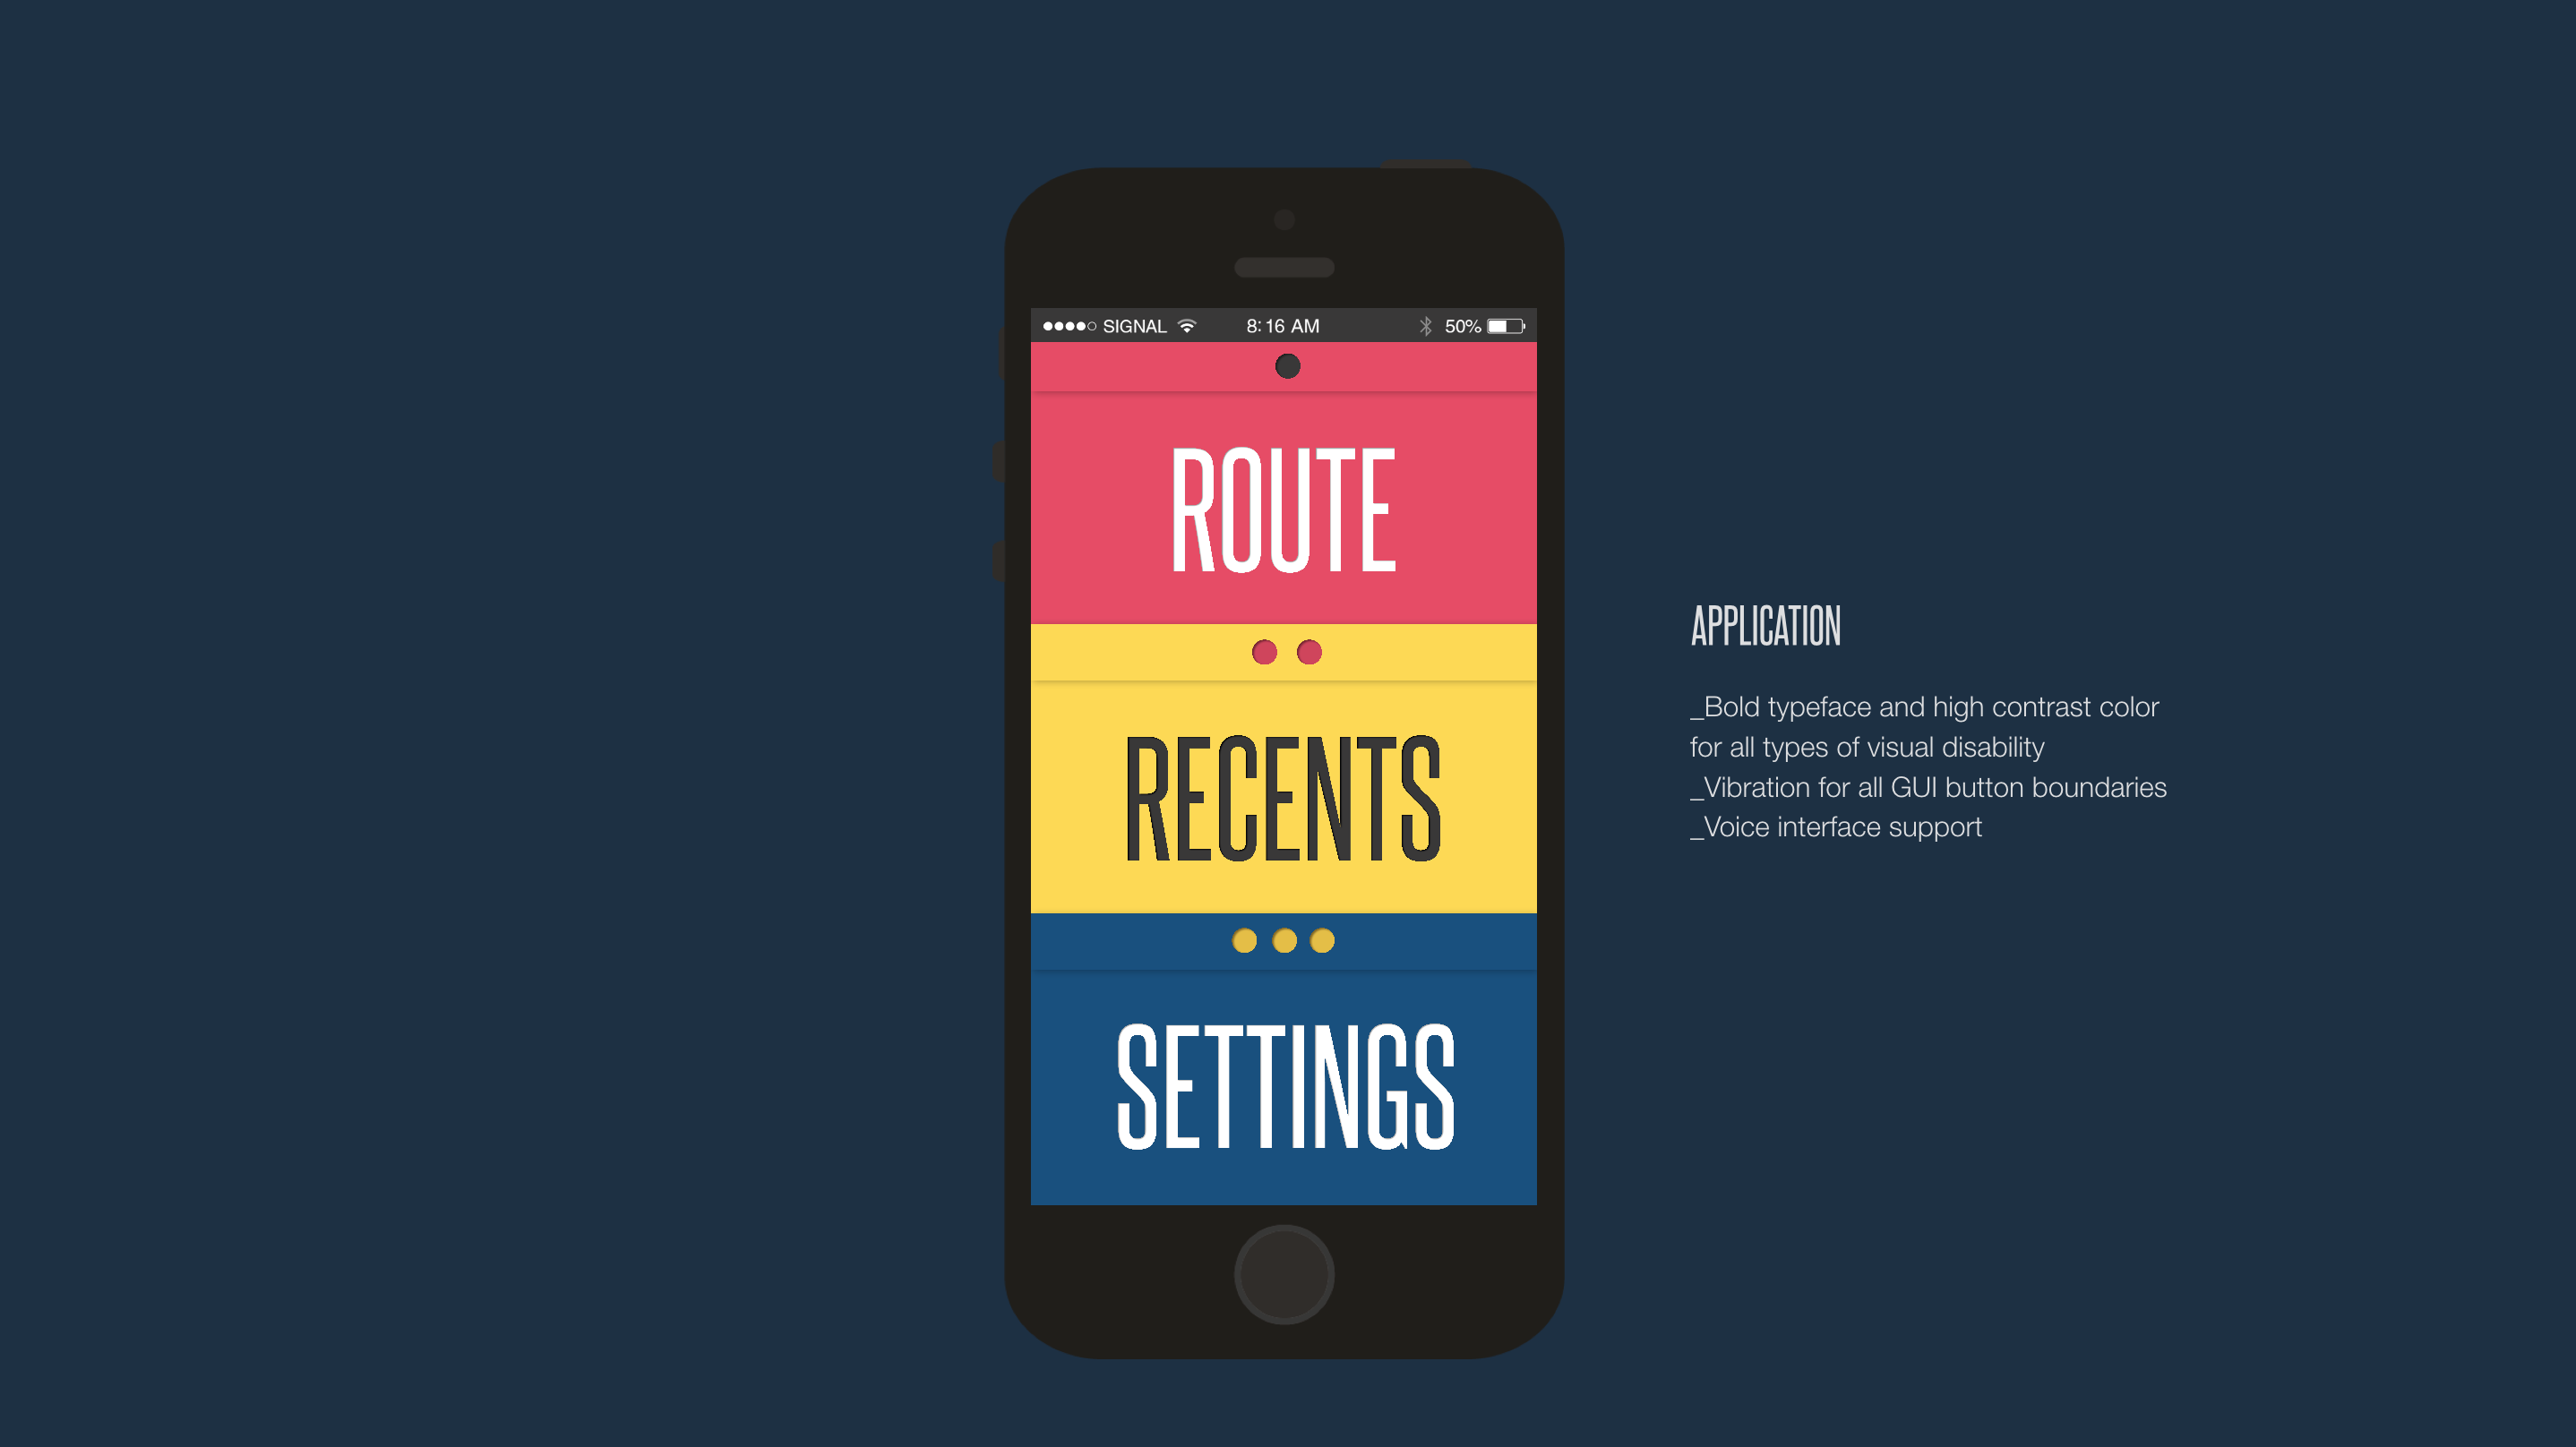 SIGNAL 8:16 AM 50%
ROUTE
RECENTS
SETTINGS
APPLICATION
_Bold typeface and high contrast color
for all types of visual disability
_Vibration for all GUI button boundaries
_Voice interface support